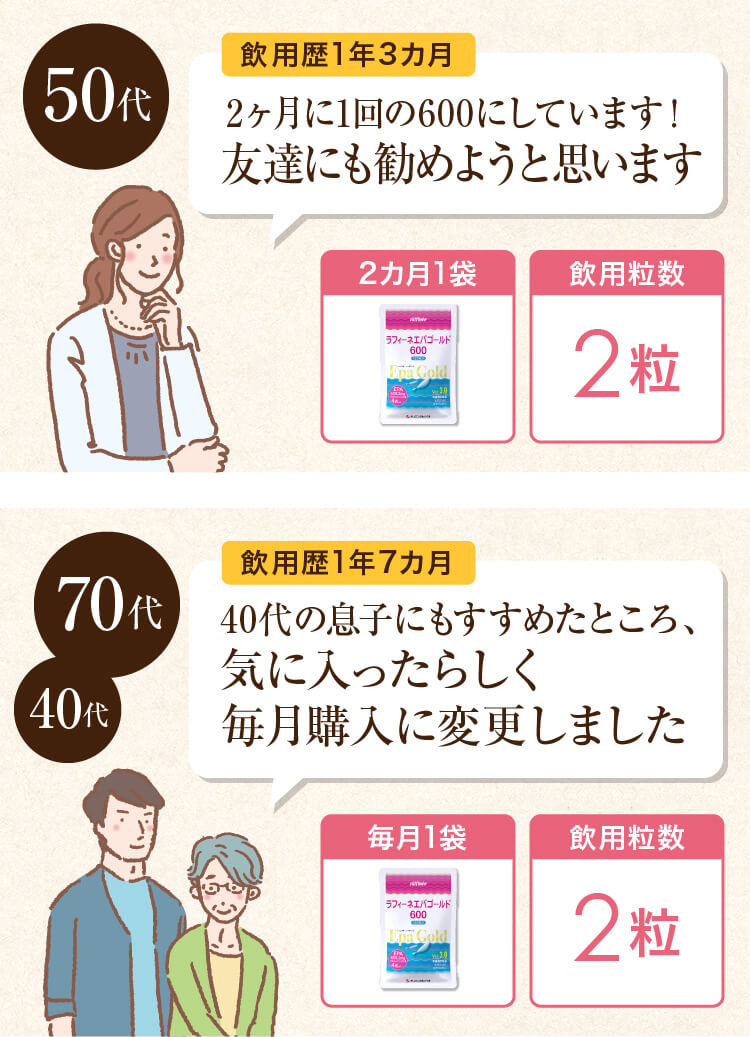 50代
飲用歴1年3カ月
2ヶ月に1回の600にしています!
友達にも勧めようと思います
2カ月1袋
飲用粒数
ラフィーネエパゴールド
600
Epa Gold
EPA
2粒
70代
40代
飲用歴1年7カ月
40代の息子にもすすめたところ、
気に入ったらしく
毎月購入に変更しました
毎月1袋
飲用粒数
ラフィーネエパゴールド
600
Epa Gold
EPA
2粒